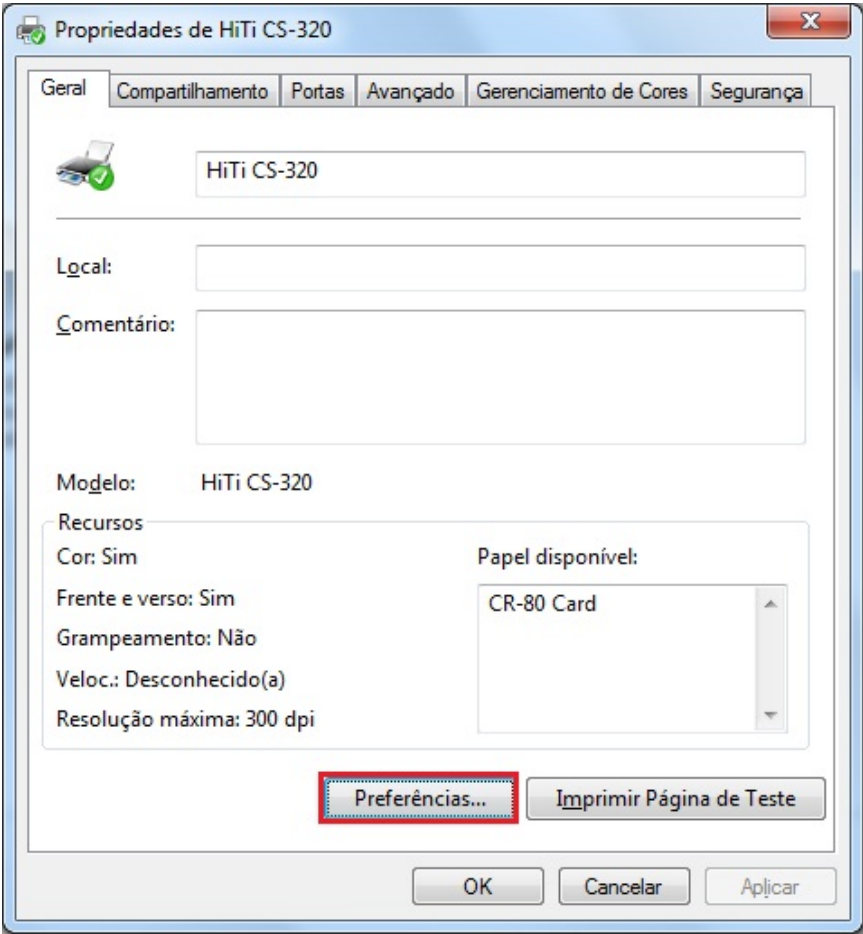 Propriedades de HiTi CS-320
Geral Compartilhamento Portas Avançado Gerenciamento de Cores Segurança
HiTi CS-320
Local:
Comentário:
Modelo: HiTi CS-320
Recursos
Cor: Sim
Papel disponível:
CR-80 Card
Frente e verso: Sim
Grampeamento: Não
Veloc.: Desconhecido(a)
Resolução máxima: 300 dpi
Preferências... Imprimir Página de Teste
OK Cancelar Aplicar